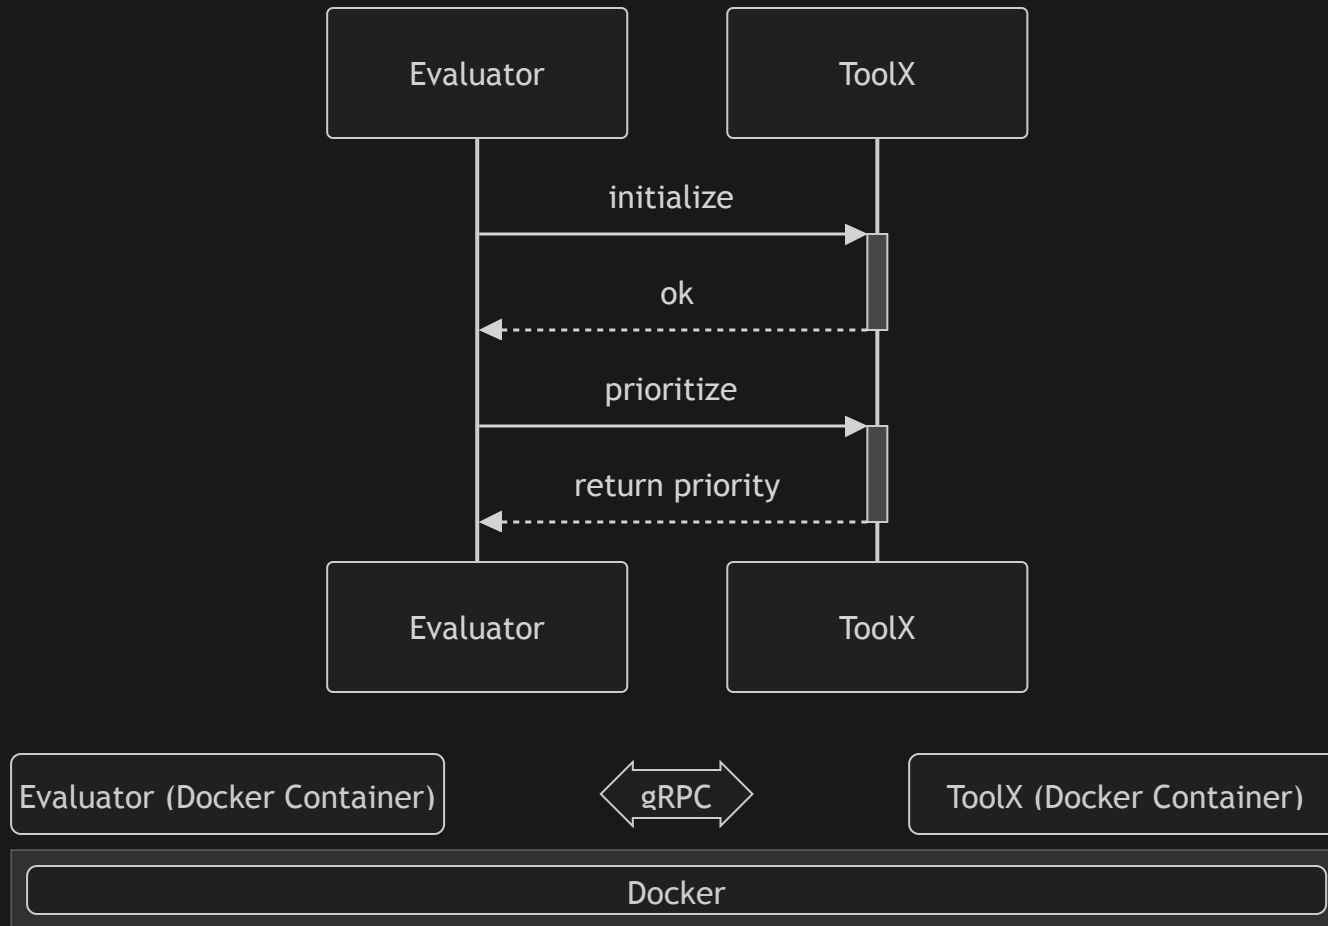 Evaluator
ToolX
initialize
ok
prioritize
return priority
Evaluator
ToolX
Evaluator (Docker Container)
gRPC
ToolX (Docker Container)
Docker